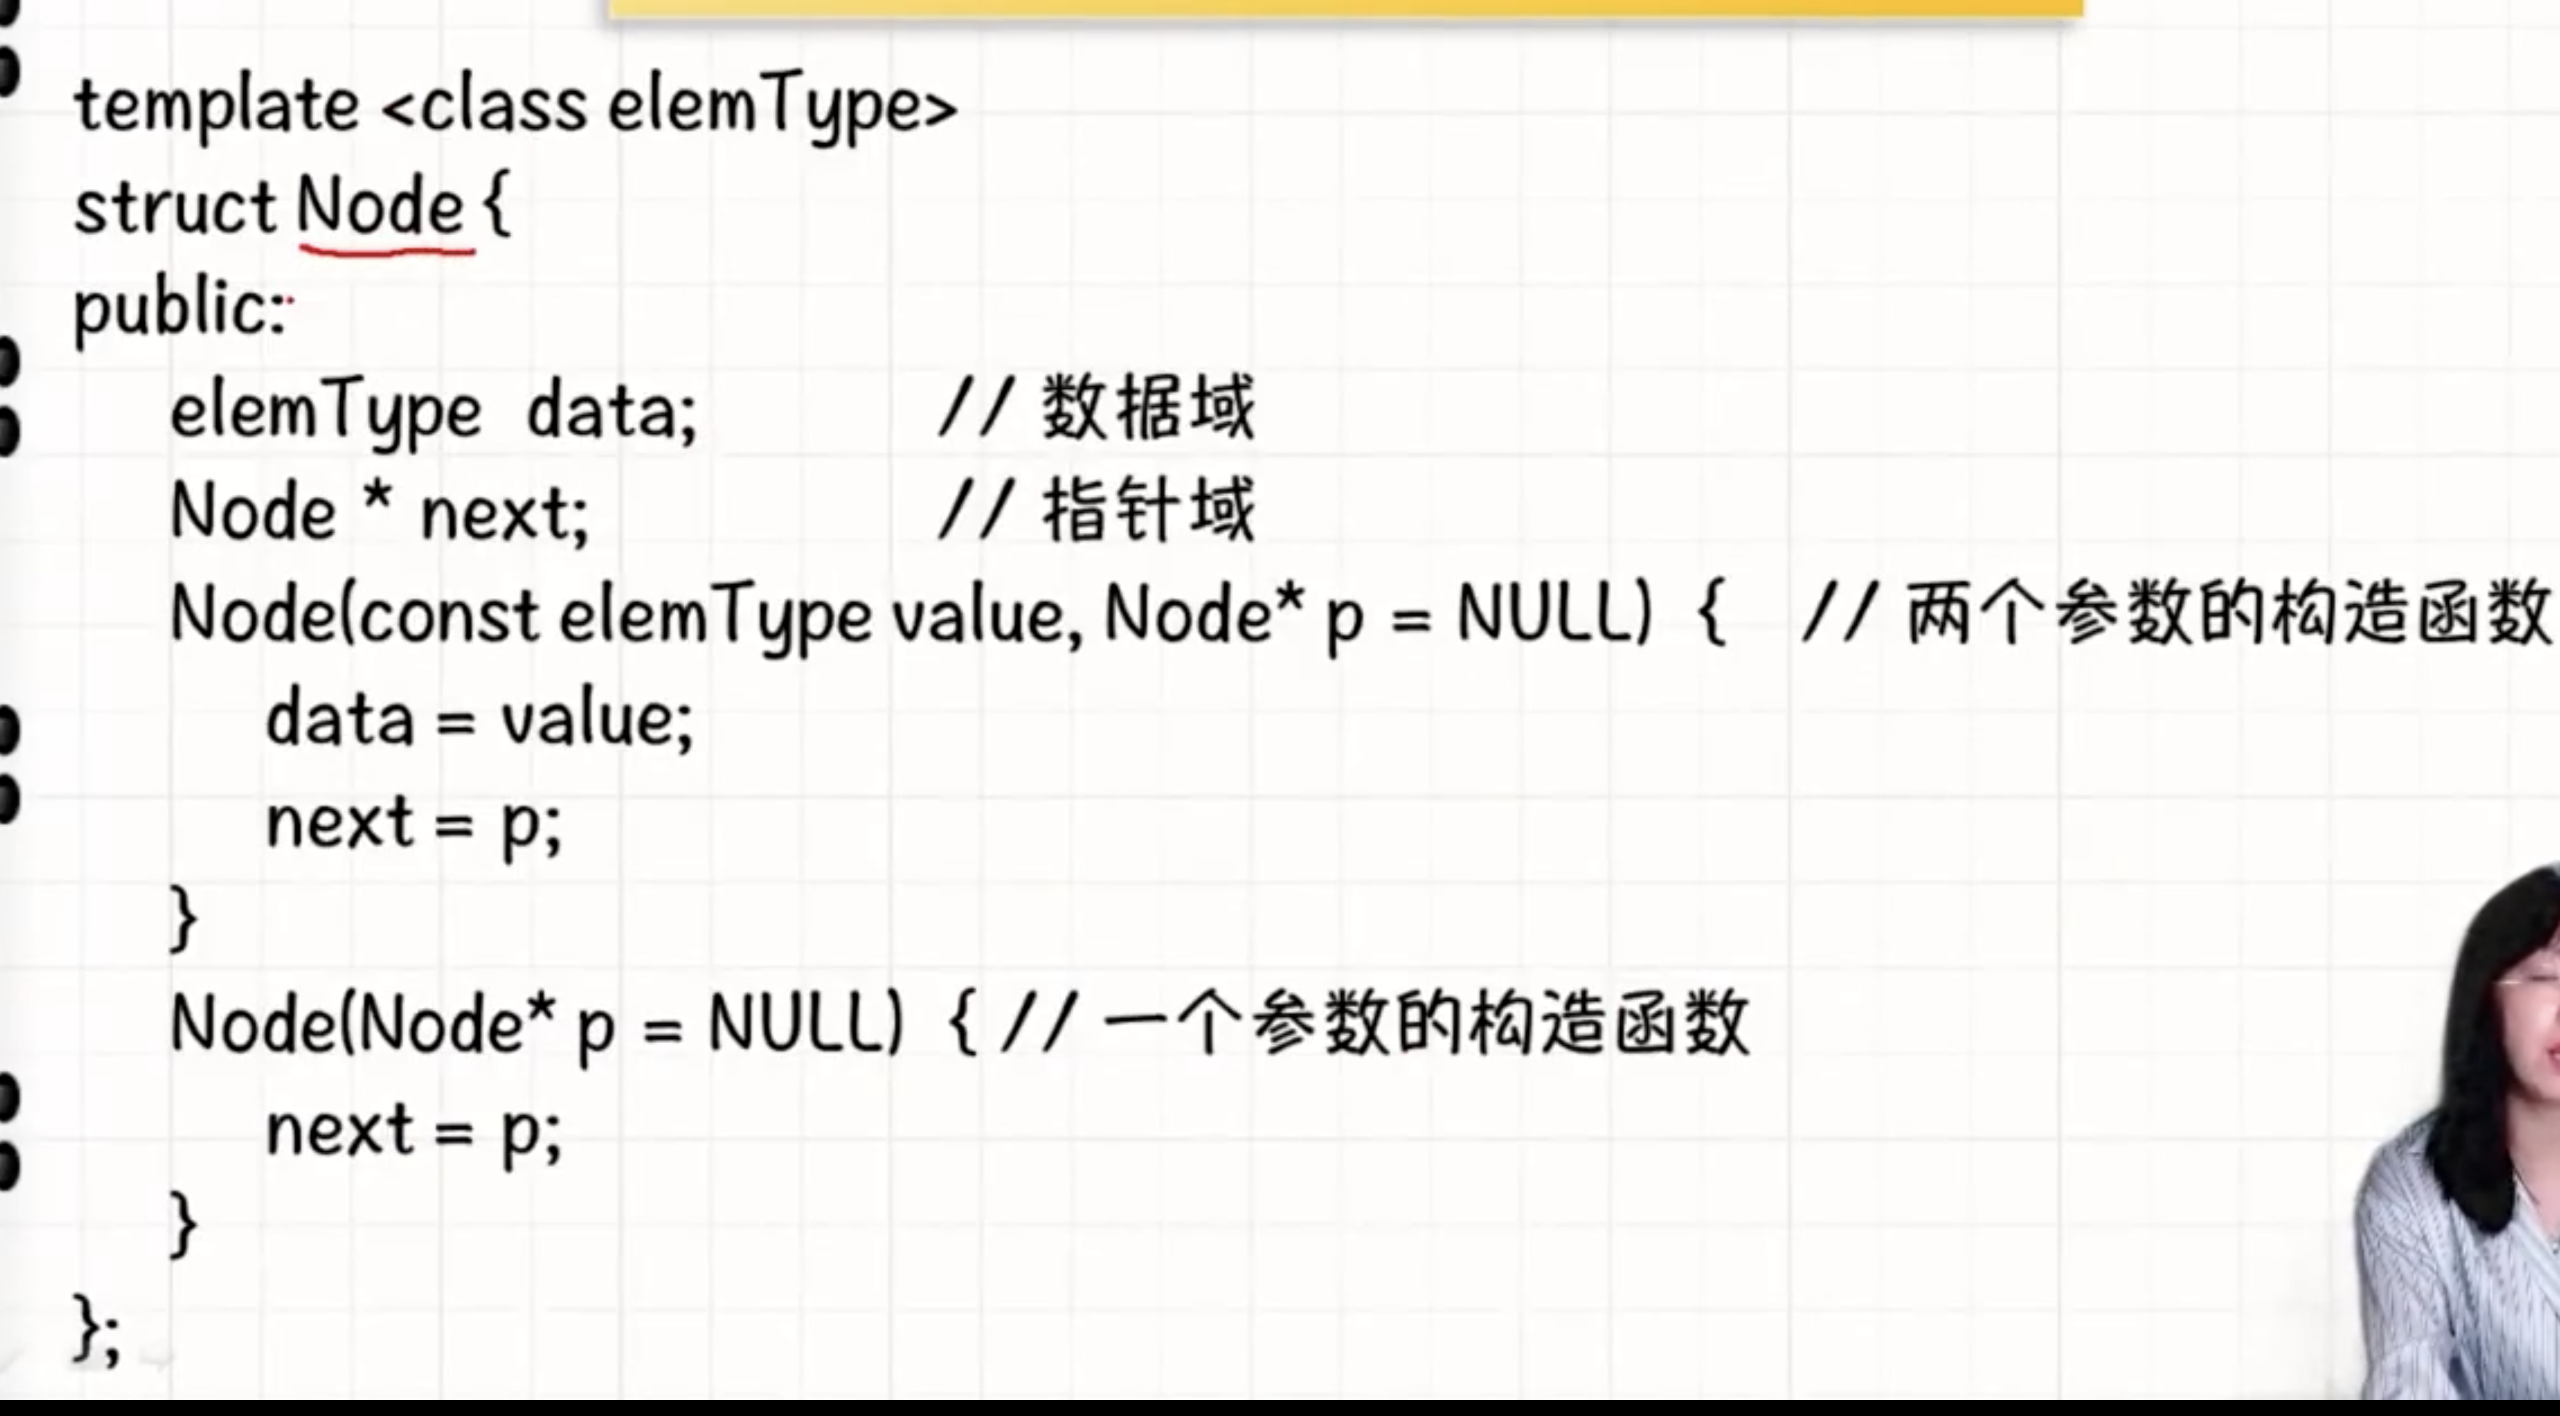 template <class elemType>
struct Node {
public:
elemType data; // 数据域
Node * next; // 指针域
Node(const elemType value, Node* p = NULL) { // 两个参数的构造函数
data = value;
next = p;
}
Node(Node* p = NULL) { // 一个参数的构造函数
next = p;
}
};